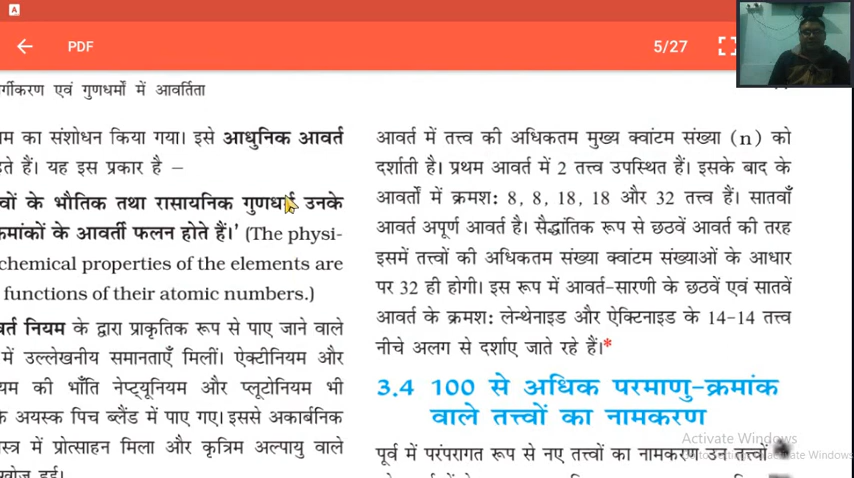 A
PDF
5/27
र्गीकरण एवं गुणधर्मों में आवर्तिता
म का संशोधन किया गया। इसे आधुनिक आवर्त
हते हैं। यह इस प्रकार है –
वों के भौतिक तथा रासायनिक गुणधर्म उनके
क्रमांकों के आवर्ती फलन होते हैं।' (The physi-
chemical properties of the elements are
functions of their atomic numbers.)
वर्त नियम के द्वारा प्राकृतिक रूप से पाए जाने वाले
में उल्लेखनीय समानताएँ मिलीं। ऐक्टीनियम और
यम की भाँति नेप्ट्यूनियम और प्लूटोनियम भी
के अयस्क पिच ब्लैंड में पाए गए। इससे अकार्बनिक
स्त्र में प्रोत्साहन मिला और कृत्रिम अल्पायु वाले
खोज हुई।
आवर्त में तत्त्व की अधिकतम मुख्य क्वांटम संख्या (n) को
दर्शाती है। प्रथम आवर्त में 2 तत्त्व उपस्थित हैं। इसके बाद के
आवर्तों में क्रमश: 8, 8, 18, 18 और 32 तत्त्व हैं। सातवाँ
आवर्त अपूर्ण आवर्त है। सैद्धांतिक रूप से छठवें आवर्त की तरह
इसमें तत्त्वों की अधिकतम संख्या क्वांटम संख्याओं के आधार
पर 32 ही होगी। इस रूप में आवर्त-सारणी के छठवें एवं सातवें
आवर्त के क्रमश: लेन्थेनाइड और ऐक्टिनाइड के 14-14 तत्त्व
नीचे अलग से दर्शाए जाते रहे हैं।*
3.4 100 से अधिक परमाणु-क्रमांक
वाले तत्त्वों का नामकरण
पूर्व में परंपरागत रूप से नए तत्त्वों का नामकरण उन तत्त्वों
Activate Windows